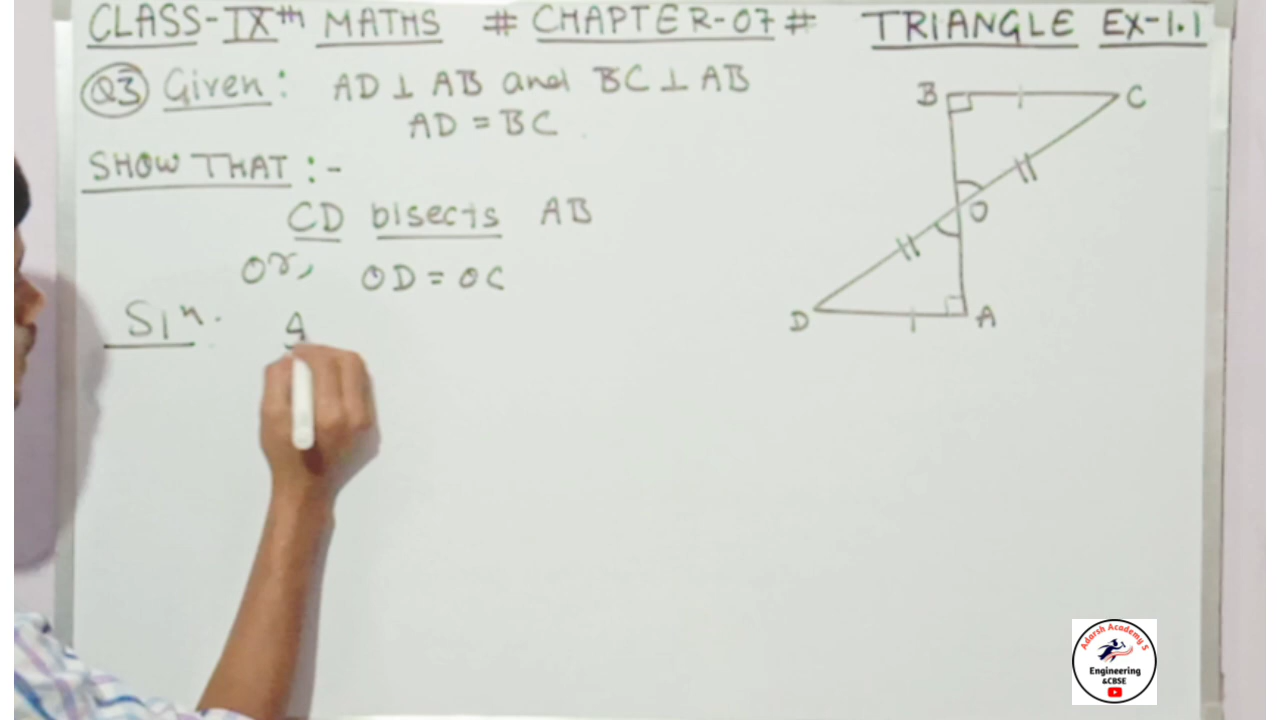 CLASS-IXth MATHS # CHAPTER-07# TRIANGLE EX-1.1
Q3 Given: AD ⊥ AB and BC ⊥ AB
AD = BC
SHOW THAT :-
CD bisects AB
or, OD = OC
Sln.
B
C
O
D
A
Adarsh Academy S
Engineering
&CBSE